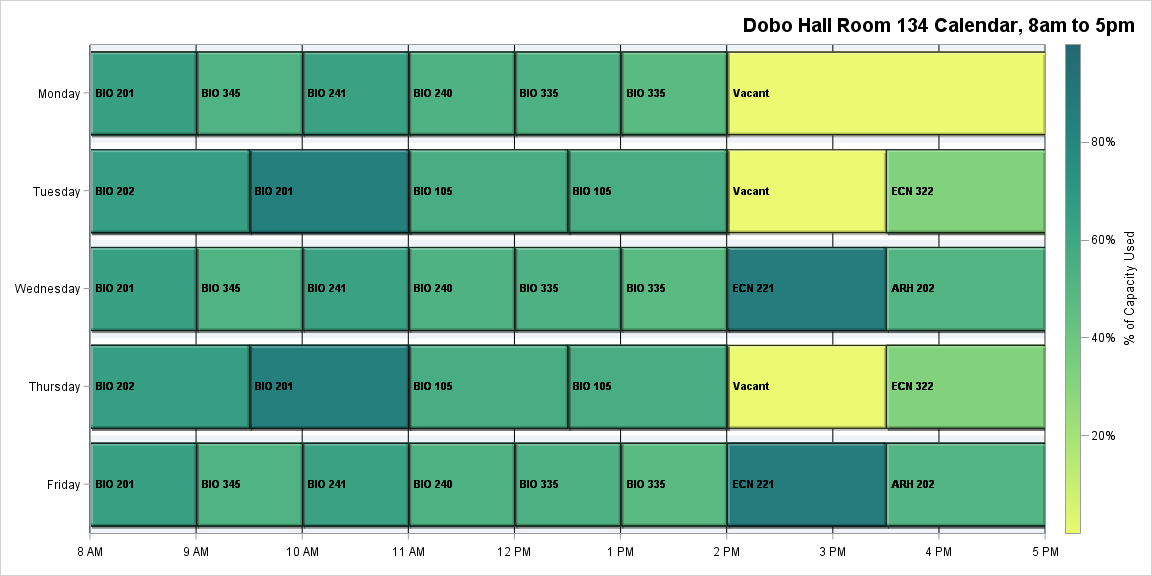 Dobo Hall Room 134 Calendar, 8am to 5pm
Monday
BIO 201
BIO 345
BIO 241
BIO 240
BIO 335
BIO 335
Vacant
Tuesday
BIO 202
BIO 201
BIO 105
BIO 105
Vacant
ECN 322
Wednesday
BIO 201
BIO 345
BIO 241
BIO 240
BIO 335
BIO 335
ECN 221
ARH 202
Thursday
BIO 202
BIO 201
BIO 105
BIO 105
Vacant
ECN 322
Friday
BIO 201
BIO 345
BIO 241
BIO 240
BIO 335
BIO 335
ECN 221
ARH 202
8 AM
9 AM
10 AM
11 AM
12 PM
1 PM
2 PM
3 PM
4 PM
5 PM
80%
60%
40%
20%
% of Capacity Used